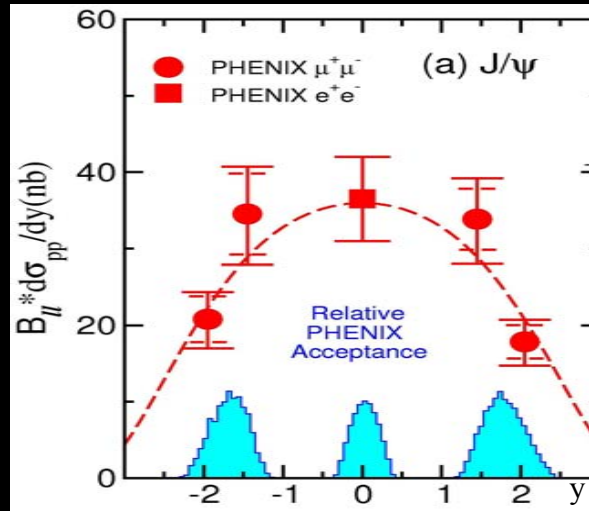 60
40
20
0
B_ll*dσ_pp/dy(nb)
PHENIX μ⁺μ⁻
PHENIX e⁺e⁻
(a) J/ψ
Relative
PHENIX
Acceptance
-2 -1 0 1 2 y